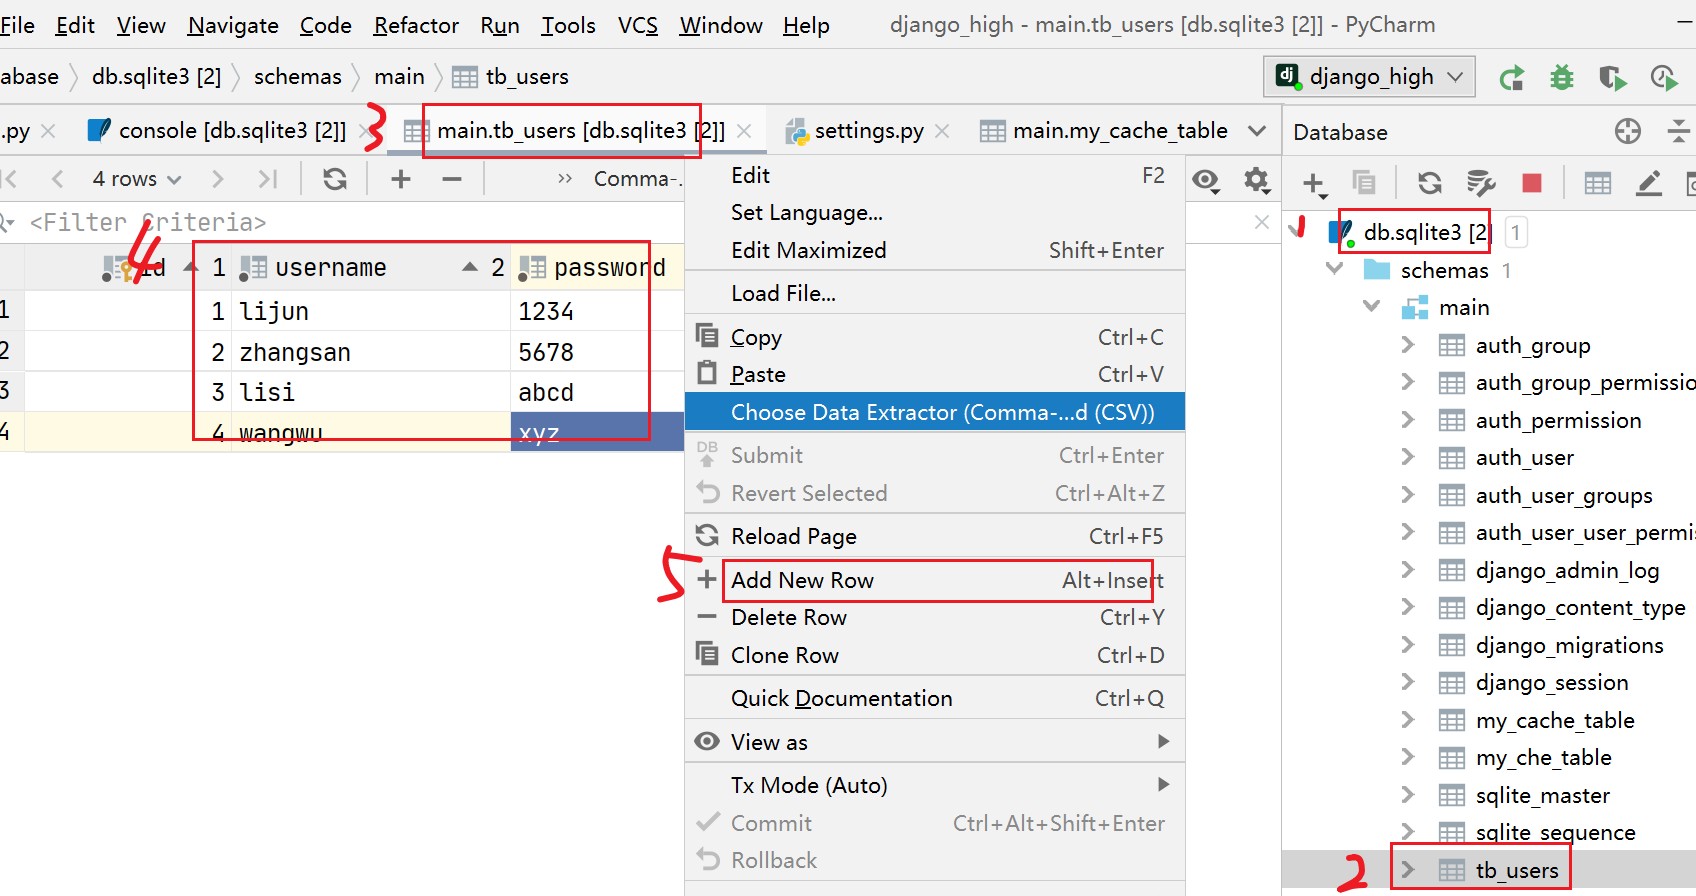 File Edit View Navigate Code Refactor Run Tools VCS Window Help django_high - main.tb_users [db.sqlite3 [2]] - PyCharm
abase db.sqlite3 [2] schemas main tb_users django_high
.py console [db.sqlite3 [2]] 3 main.tb_users [db.sqlite3 [2]] settings.py main.my_cache_table Database
4 rows Comma-..
<Filter Criteria>
4
id 1 username 2 password
1 1 lijun 1234
2 2 zhangsan 5678
3 3 lisi abcd
4 4 wangwu xyz
Edit F2
Set Language...
Edit Maximized Shift+Enter
Load File...
Copy Ctrl+C
Paste Ctrl+V
Choose Data Extractor (Comma-...d (CSV))
DB Submit Ctrl+Enter
Revert Selected Ctrl+Alt+Z
Reload Page Ctrl+F5
5 Add New Row Alt+Insert
Delete Row Ctrl+Y
Clone Row Ctrl+D
Quick Documentation Ctrl+Q
View as
Tx Mode (Auto)
Commit Ctrl+Alt+Shift+Enter
Rollback
1 db.sqlite3 [2] 1
schemas 1
main
auth_group
auth_group_permissio
auth_permission
auth_user
auth_user_groups
auth_user_user_permis
django_admin_log
django_content_type
django_migrations
django_session
my_cache_table
my_che_table
sqlite_master
sqlite_sequence
2 tb_users